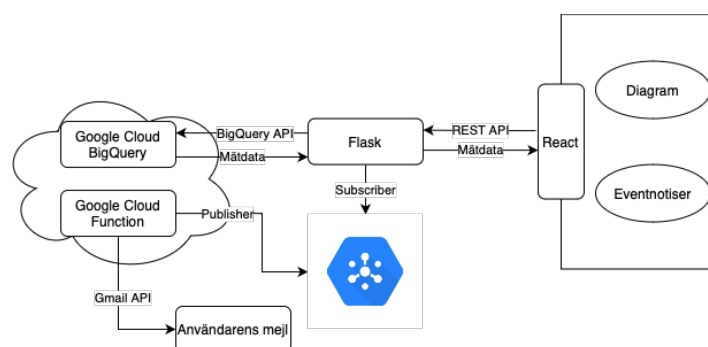 Google Cloud
BigQuery
BigQuery API
Mätdata
Flask
REST API
Mätdata
React
Diagram
Eventnotiser
Google Cloud
Function
Publisher
Subscriber
Gmail API
Användarens mejl